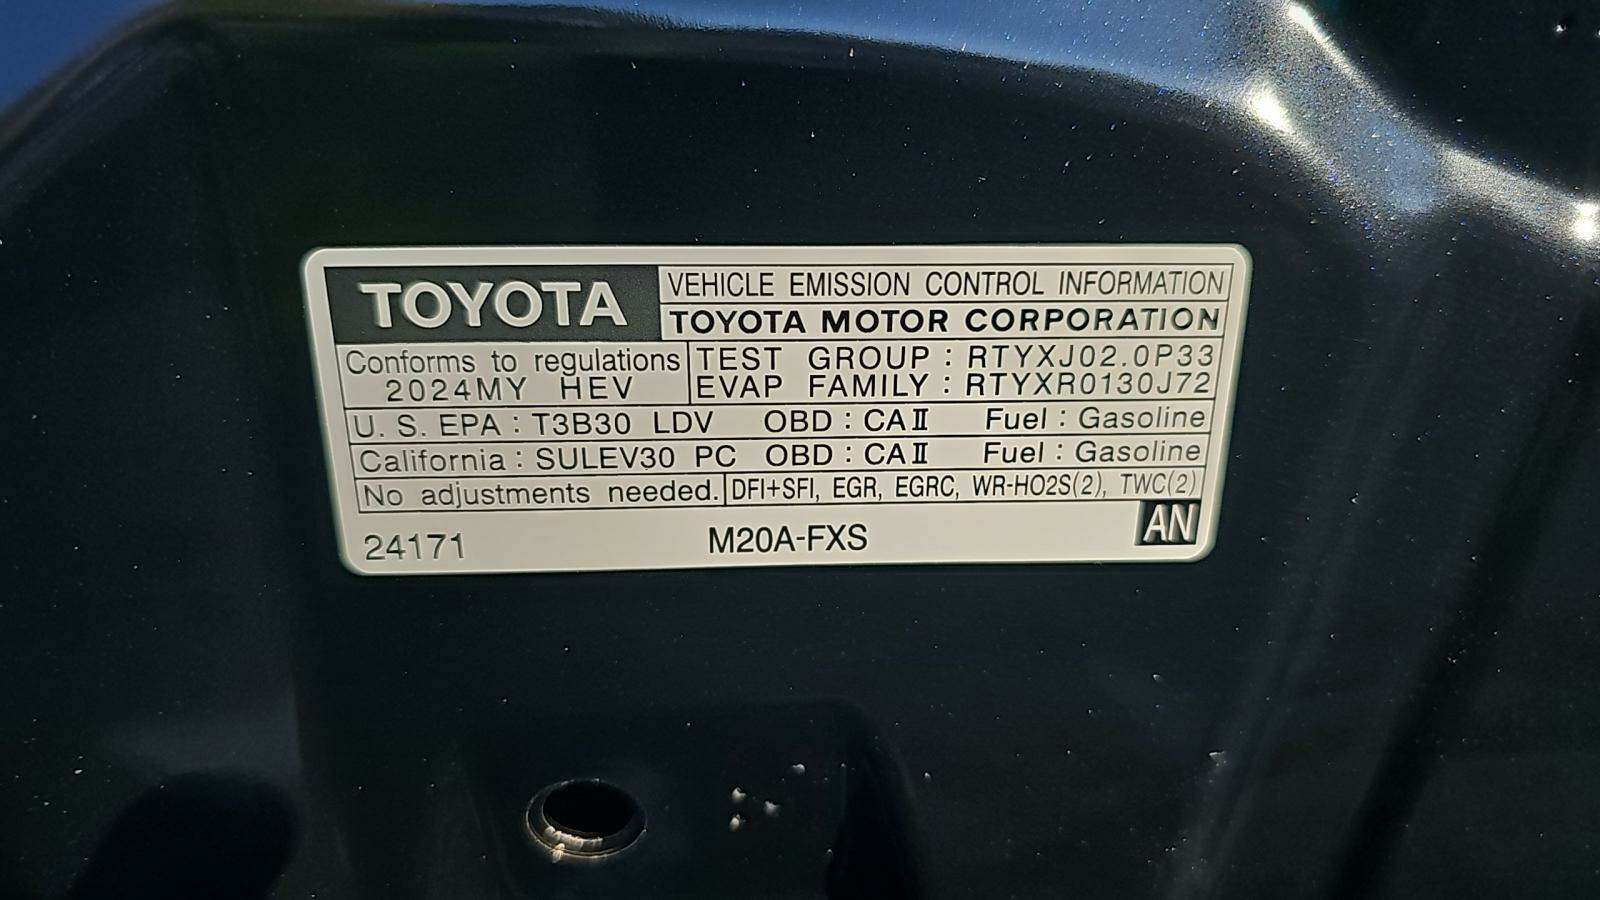 TOYOTA
VEHICLE EMISSION CONTROL INFORMATION
TOYOTA MOTOR CORPORATION
Conforms to regulations
2024MY HEV
TEST GROUP : RTYXJ02.0P33
EVAP FAMILY : RTYXR0130J72
U. S. EPA : T3B30 LDV OBD : CAⅡ Fuel : Gasoline
California : SULEV30 PC OBD : CAⅡ Fuel : Gasoline
No adjustments needed. DFI+SFI, EGR, EGRC, WR-HO2S(2), TWC(2)
24171 M20A-FXS AN